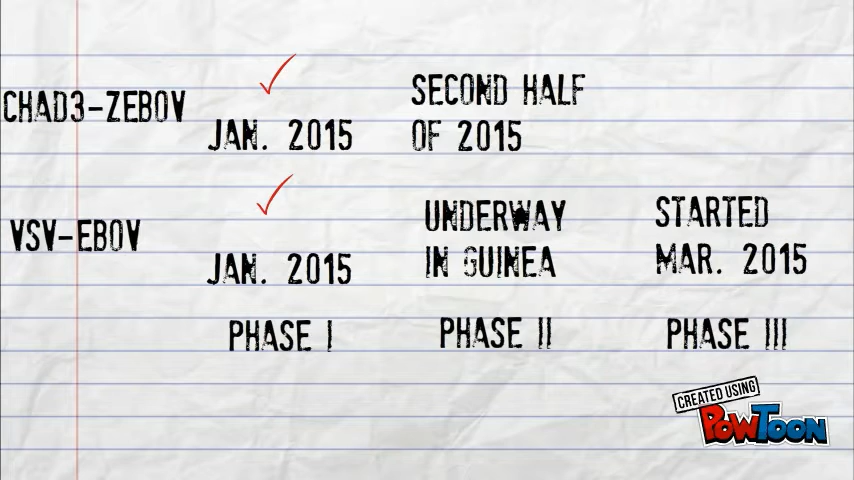 CHAD3-ZEBOV
JAN. 2015
SECOND HALF
OF 2015
VSV-EBOV
JAN. 2015
UNDERWAY
IN GUINEA
STARTED
MAR. 2015
PHASE I
PHASE II
PHASE III
CREATED USING
POWTOON